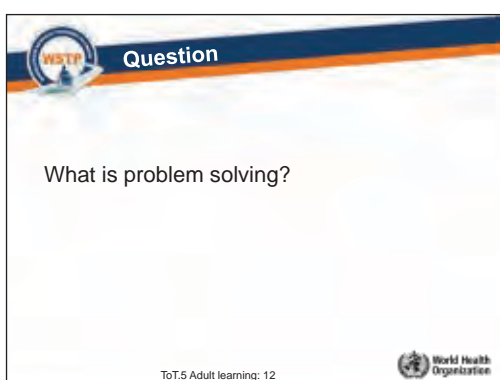 WSTP
Question
What is problem solving?
ToT.5 Adult learning: 12
World Health
Organization